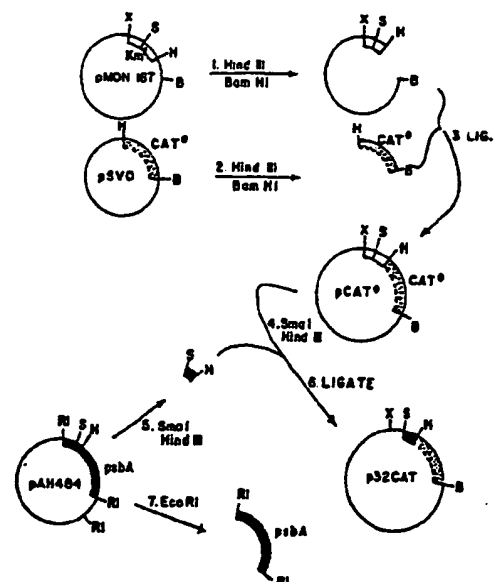 X
S
Km
H
pMON 187
B
1. Hind III
Bam HI
X
S
H
B
H
CAT°
pSVO
B
2. Hind III
Bam HI
H
CAT°
B
3. LIG.
X
S
H
pCAT°
CAT°
B
4. SmaI
Hind III
6. LIGATE
S
H
5. SmaI
Hind III
RI
S
H
psbA
pAH484
RI
RI
7. EcoRI
RI
psbA
RI
X
S
H
p32CAT
B